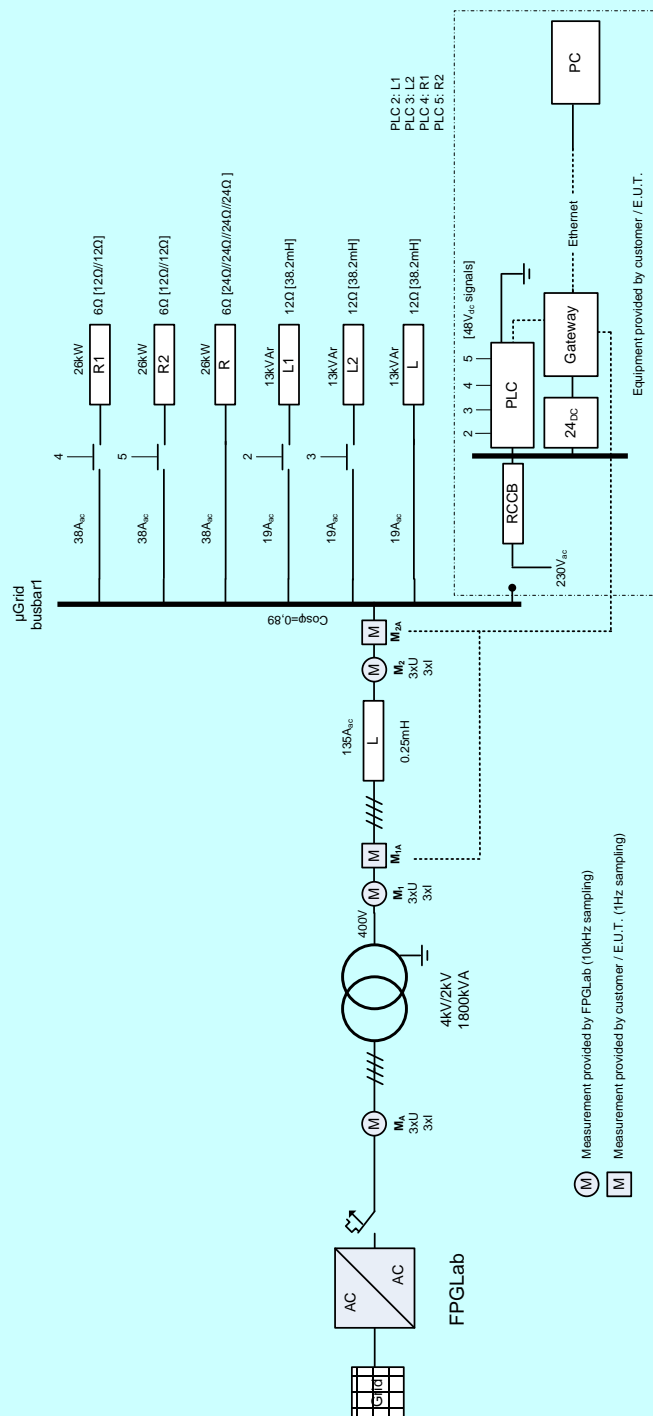 µGrid
busbar1
Cosφ=0,89
38Aac
4
26kW
R1
6Ω [12Ω//12Ω]
38Aac
5
26kW
R2
6Ω [12Ω//12Ω]
38Aac
26kW
R
6Ω [24Ω//24Ω//24Ω//24Ω ]
19Aac
2
13kVAr
L1
12Ω [38.2mH]
19Aac
3
13kVAr
L2
12Ω [38.2mH]
19Aac
13kVAr
L
12Ω [38.2mH]
PLC 2: L1
PLC 3: L2
PLC 4: R1
PLC 5: R2
Grid
AC
AC
FPGLab
M
MA
3xU
3xI
4kV/2kV
1800kVA
400V
M
M1
3xU
3xI
M
M1A
135Aac
L
0.25mH
M
M2
3xU
3xI
M
M2A
230Vac
RCCB
2 3 4 5
[48Vdc signals]
PLC
24DC
Gateway
Ethernet
PC
Equipment provided by customer / E.U.T.
M Measurement provided by FPGLab (10kHz sampling)
M Measurement provided by customer / E.U.T. (1Hz sampling)